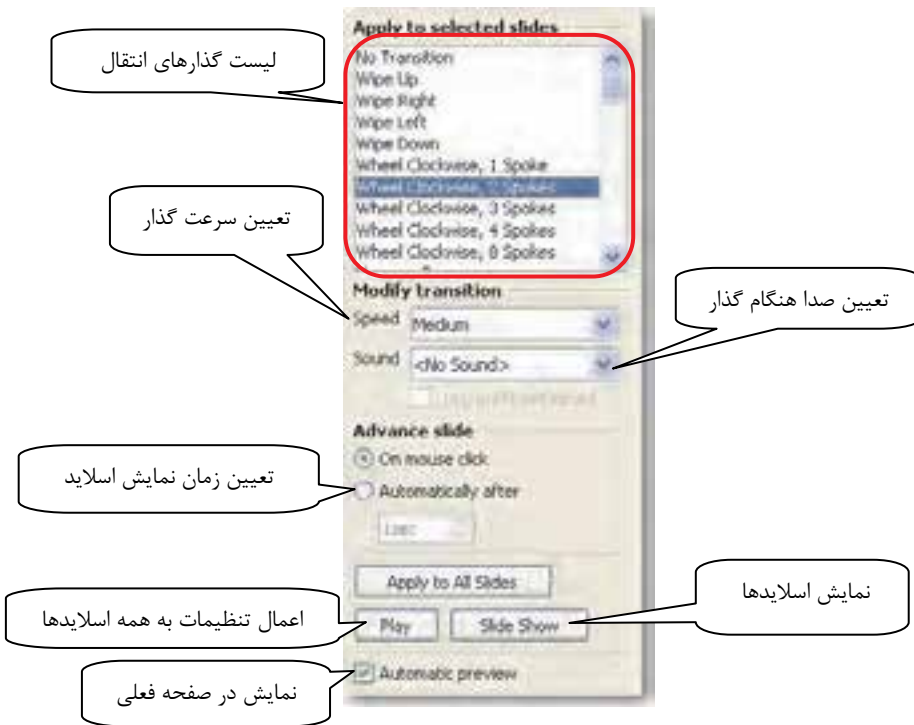 Apply to selected slides
لیست گذارهای انتقال
No Transition
Wipe Up
Wipe Right
Wipe Left
Wipe Down
Wheel Clockwise, 1 Spoke
Wheel Clockwise, 2 Spokes
Wheel Clockwise, 3 Spokes
Wheel Clockwise, 4 Spokes
Wheel Clockwise, 8 Spokes
تعیین سرعت گذار
Modify transition
Speed Medium
تعیین صدا هنگام گذار
Sound <No Sound>
Advance slide
On mouse click
تعیین زمان نمایش اسلاید
Automatically after
Apply to All Slides
نمایش اسلایدها
اعمال تنظیمات به همه اسلایدها
Play Slide Show
Automatic preview
نمایش در صفحه فعلی